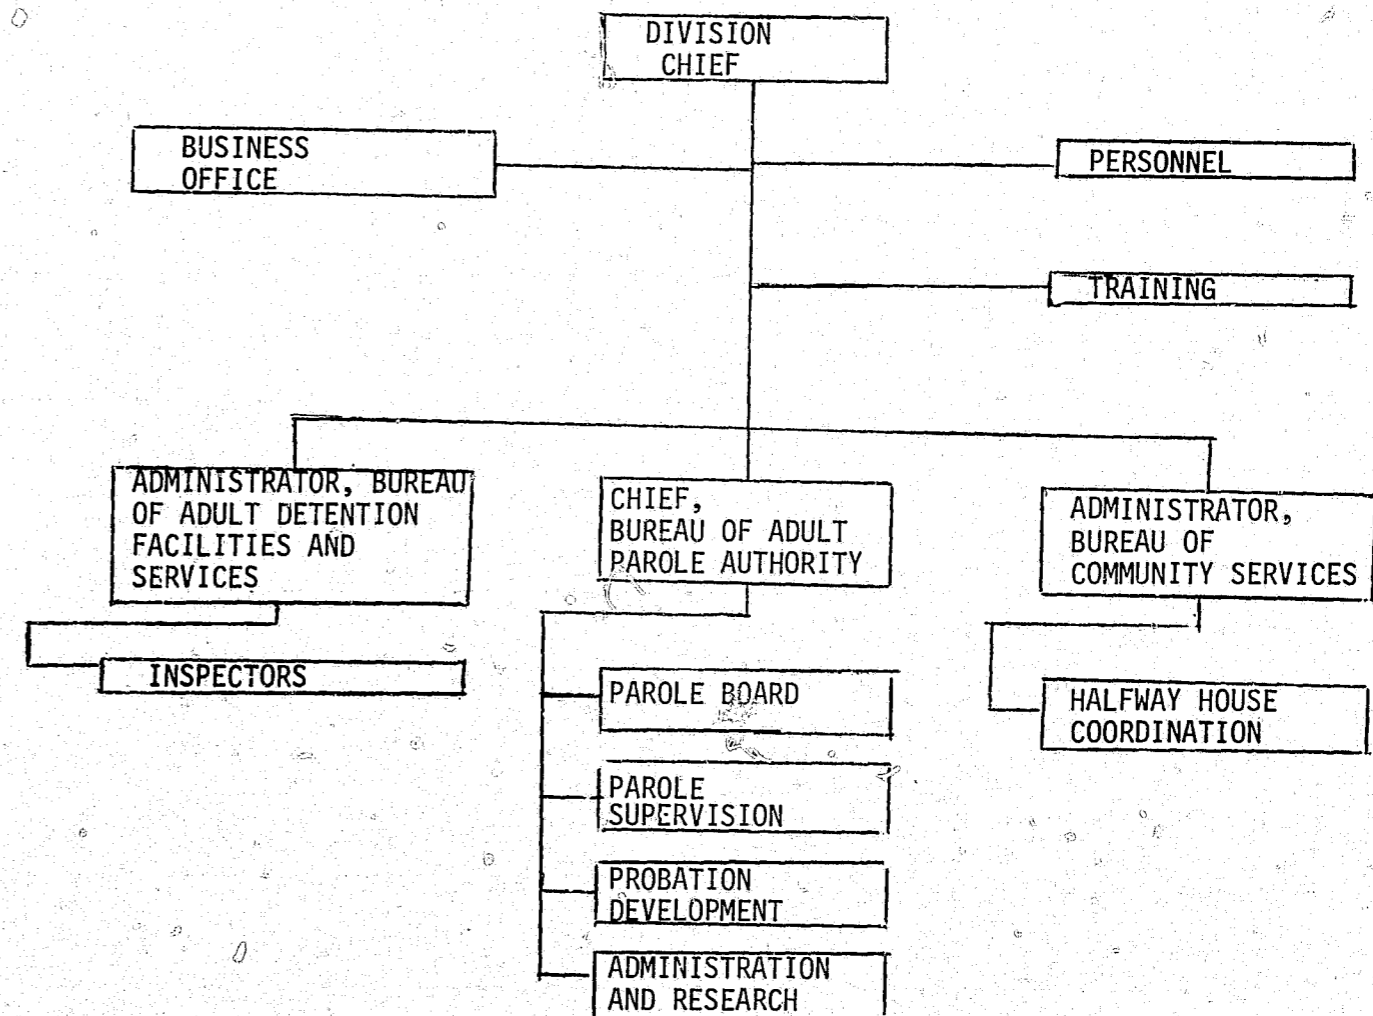 DIVISION
CHIEF
BUSINESS
OFFICE
PERSONNEL
TRAINING
ADMINISTRATOR, BUREAU
OF ADULT DETENTION
FACILITIES AND
SERVICES
CHIEF,
BUREAU OF ADULT
PAROLE AUTHORITY
ADMINISTRATOR,
BUREAU OF
COMMUNITY SERVICES
INSPECTORS
PAROLE BOARD
PAROLE
SUPERVISION
PROBATION
DEVELOPMENT
ADMINISTRATION
AND RESEARCH
HALFWAY HOUSE
COORDINATION